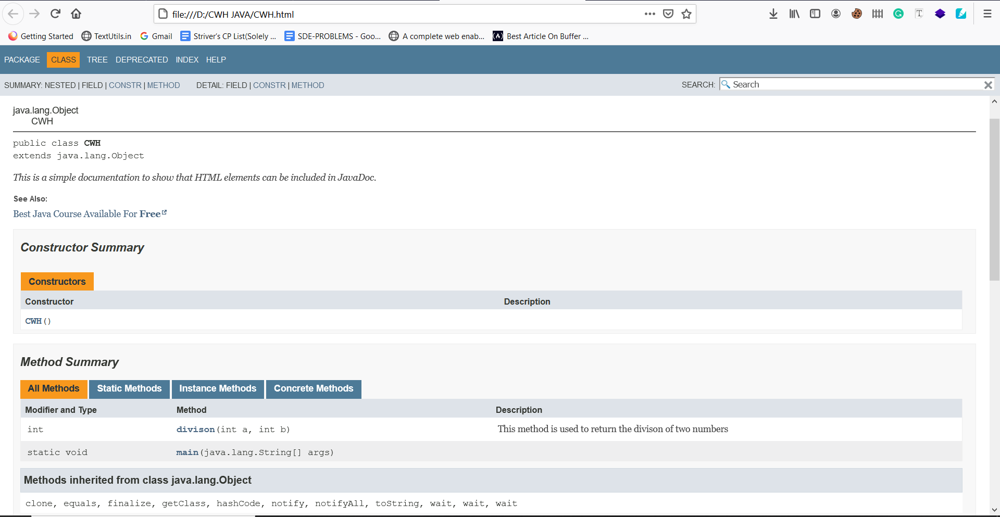 file:///D:/CWH JAVA/CWH.html
Getting Started TextUtils.in Gmail Striver's CP List(Solely ... SDE-PROBLEMS - Goo... A complete web enab... Best Article On Buffer ...
PACKAGE CLASS TREE DEPRECATED INDEX HELP
SUMMARY: NESTED | FIELD | CONSTR | METHOD DETAIL: FIELD | CONSTR | METHOD SEARCH: Search
java.lang.Object
CWH
public class CWH
extends java.lang.Object
This is a simple documentation to show that HTML elements can be included in JavaDoc.
See Also:
Best Java Course Available For Free
Constructor Summary
Constructors
Constructor Description
CWH()
Method Summary
All Methods Static Methods Instance Methods Concrete Methods
Modifier and Type Method Description
int divison(int a, int b) This method is used to return the divison of two numbers
static void main(java.lang.String[] args)
Methods inherited from class java.lang.Object
clone, equals, finalize, getClass, hashCode, notify, notifyAll, toString, wait, wait, wait